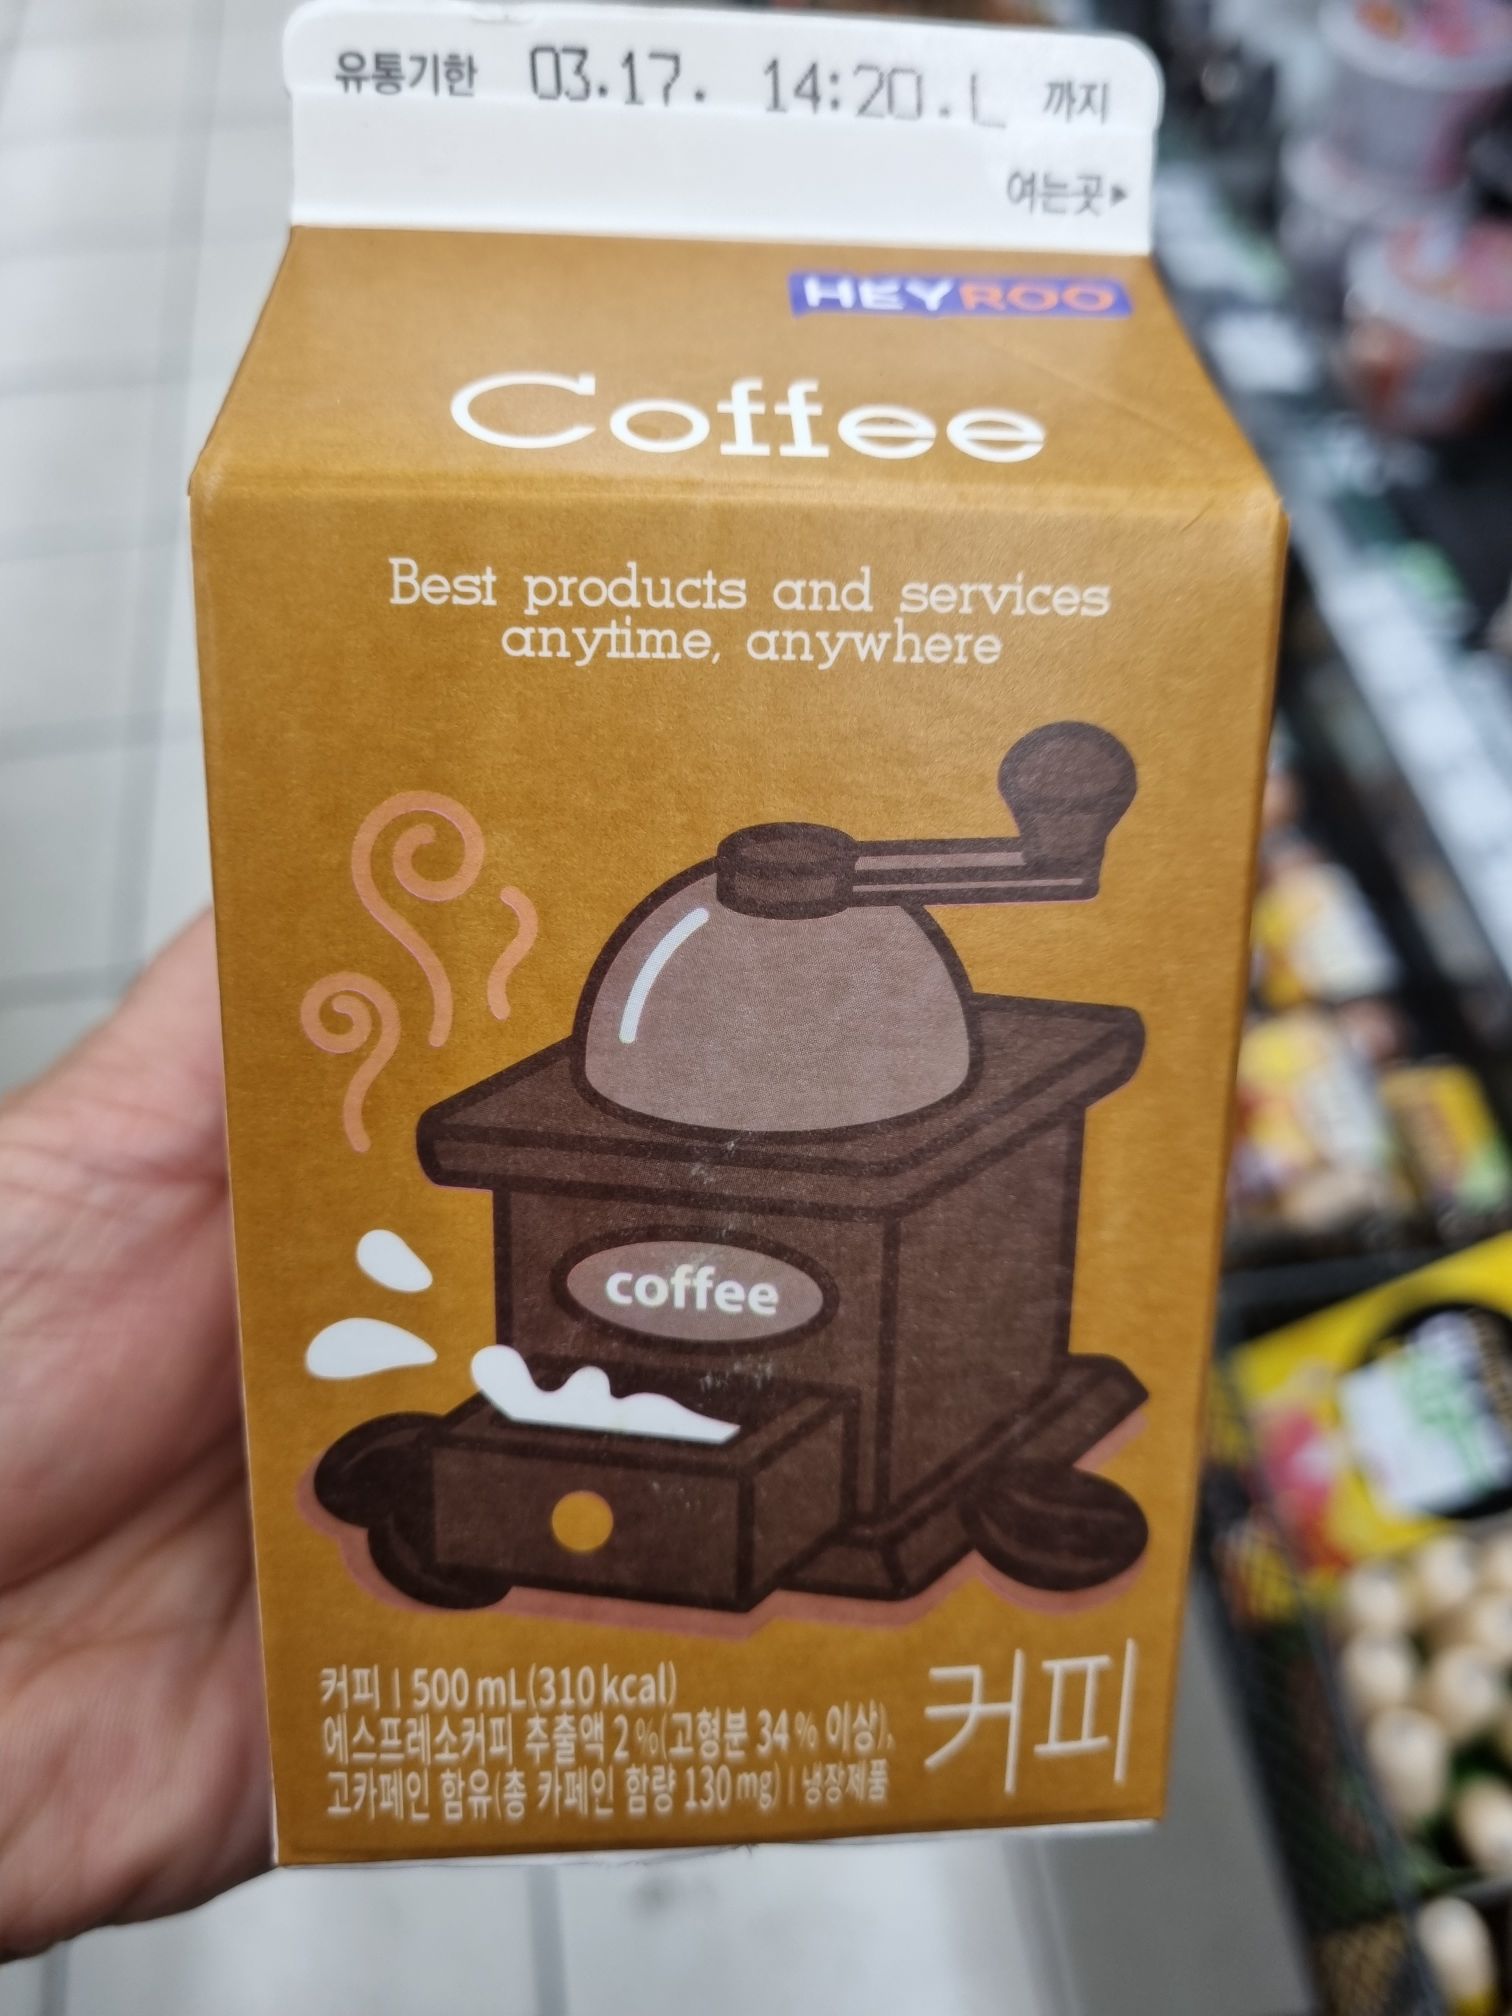 유통기한 03.17. 14:20.L 까지
여는곳▶
HEYROO
Coffee
Best products and services
anytime, anywhere
coffee
커피 | 500 mL(310 kcal)
에스프레소커피 추출액 2 %(고형분 34 % 이상),
고카페인 함유(총 카페인 함량 130 mg) | 냉장제품
커피